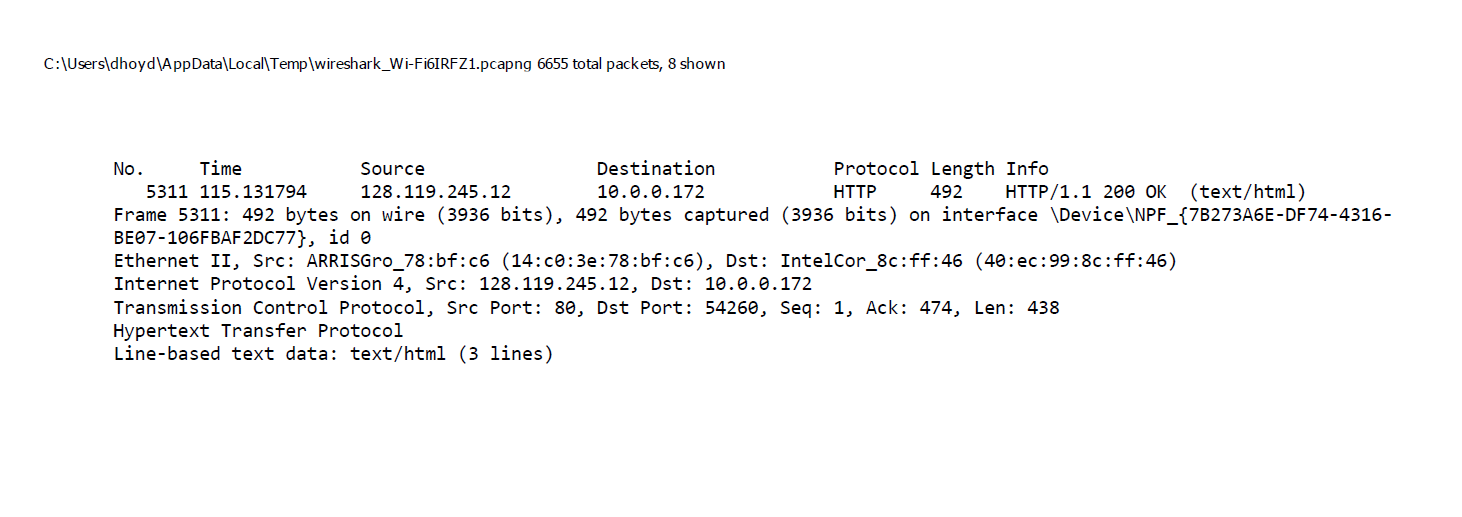 C:\Users\dhoyd\AppData\Local\Temp\wireshark_Wi-Fi6IRFZ1.pcapng 6655 total packets, 8 shown
No. Time Source Destination Protocol Length Info
5311 115.131794 128.119.245.12 10.0.0.172 HTTP 492 HTTP/1.1 200 OK (text/html)
Frame 5311: 492 bytes on wire (3936 bits), 492 bytes captured (3936 bits) on interface \Device\NPF_{7B273A6E-DF74-4316-
BE07-106FBAF2DC77}, id 0
Ethernet II, Src: ARRISGro_78:bf:c6 (14:c0:3e:78:bf:c6), Dst: IntelCor_8c:ff:46 (40:ec:99:8c:ff:46)
Internet Protocol Version 4, Src: 128.119.245.12, Dst: 10.0.0.172
Transmission Control Protocol, Src Port: 80, Dst Port: 54260, Seq: 1, Ack: 474, Len: 438
Hypertext Transfer Protocol
Line-based text data: text/html (3 lines)